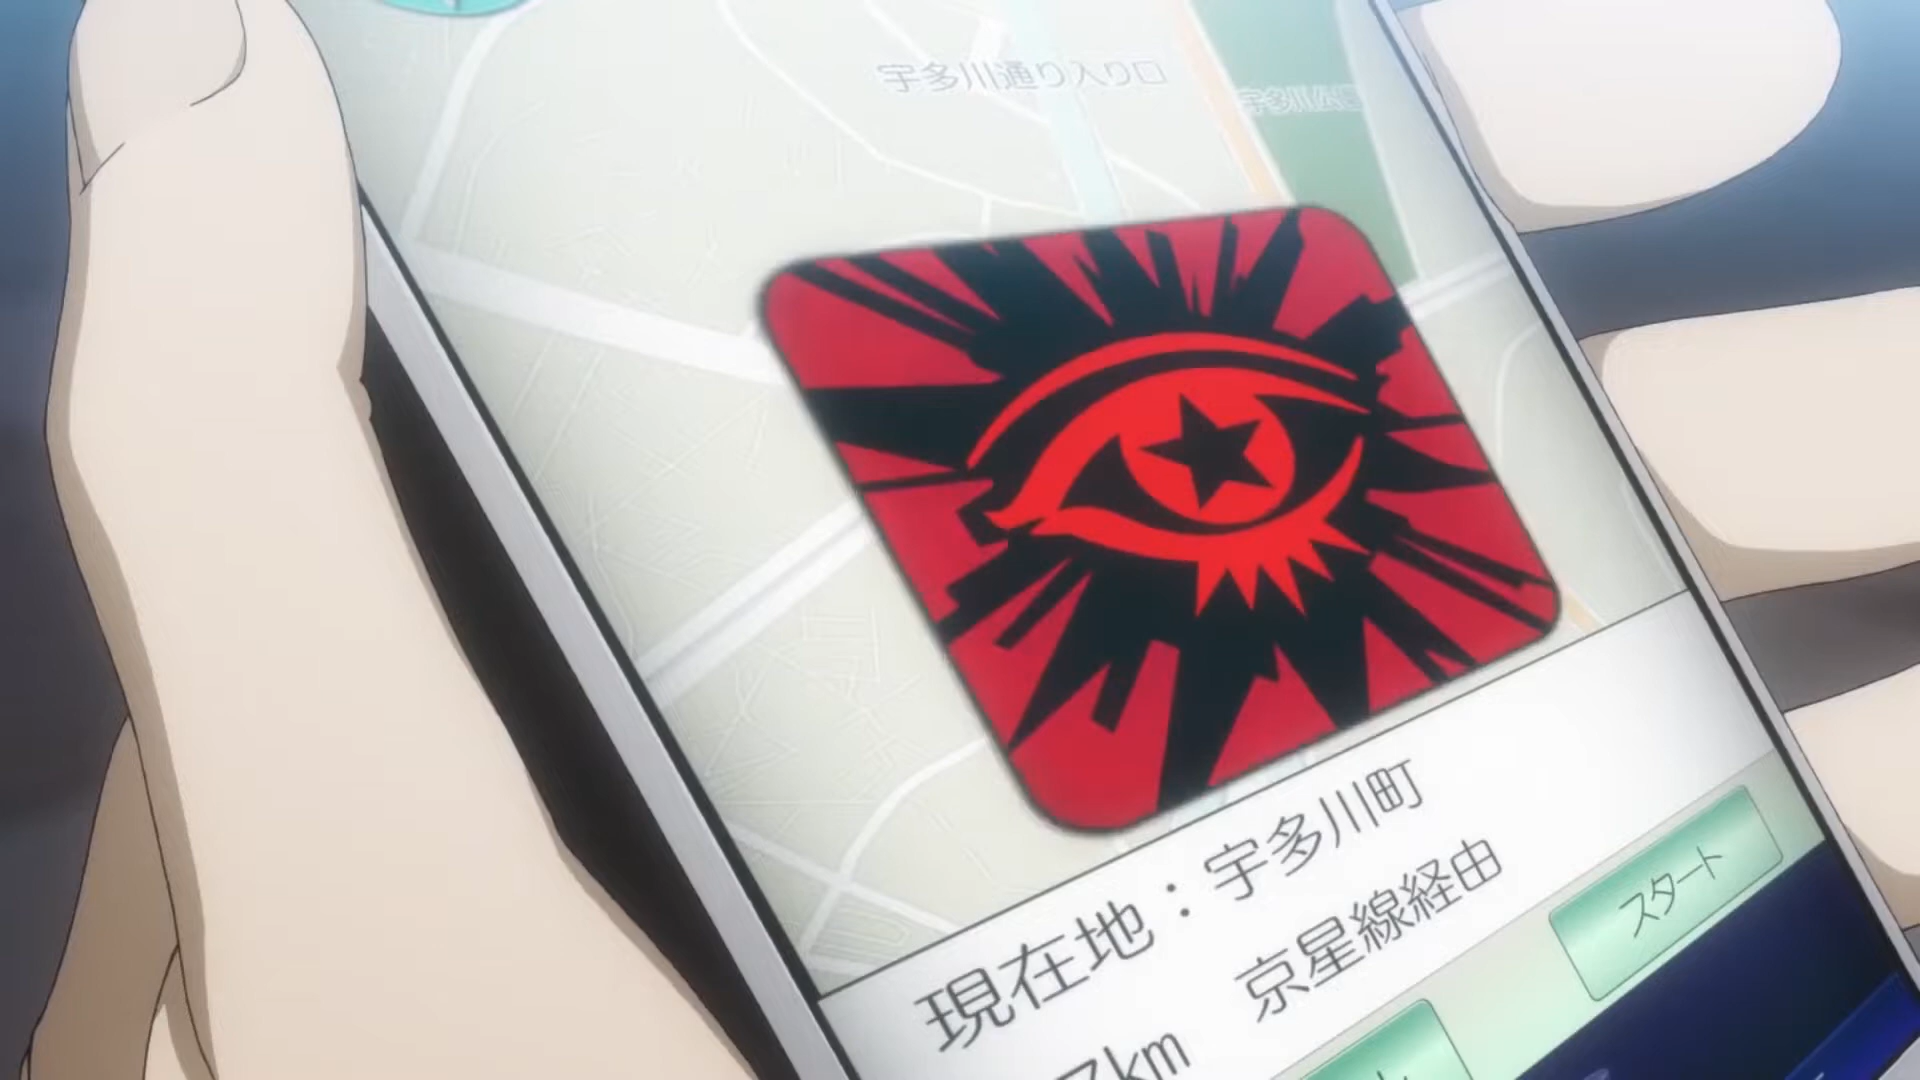 宇多川通り入り口
宇多川公園
現在地：宇多川町
京星線経由
スタート
7km